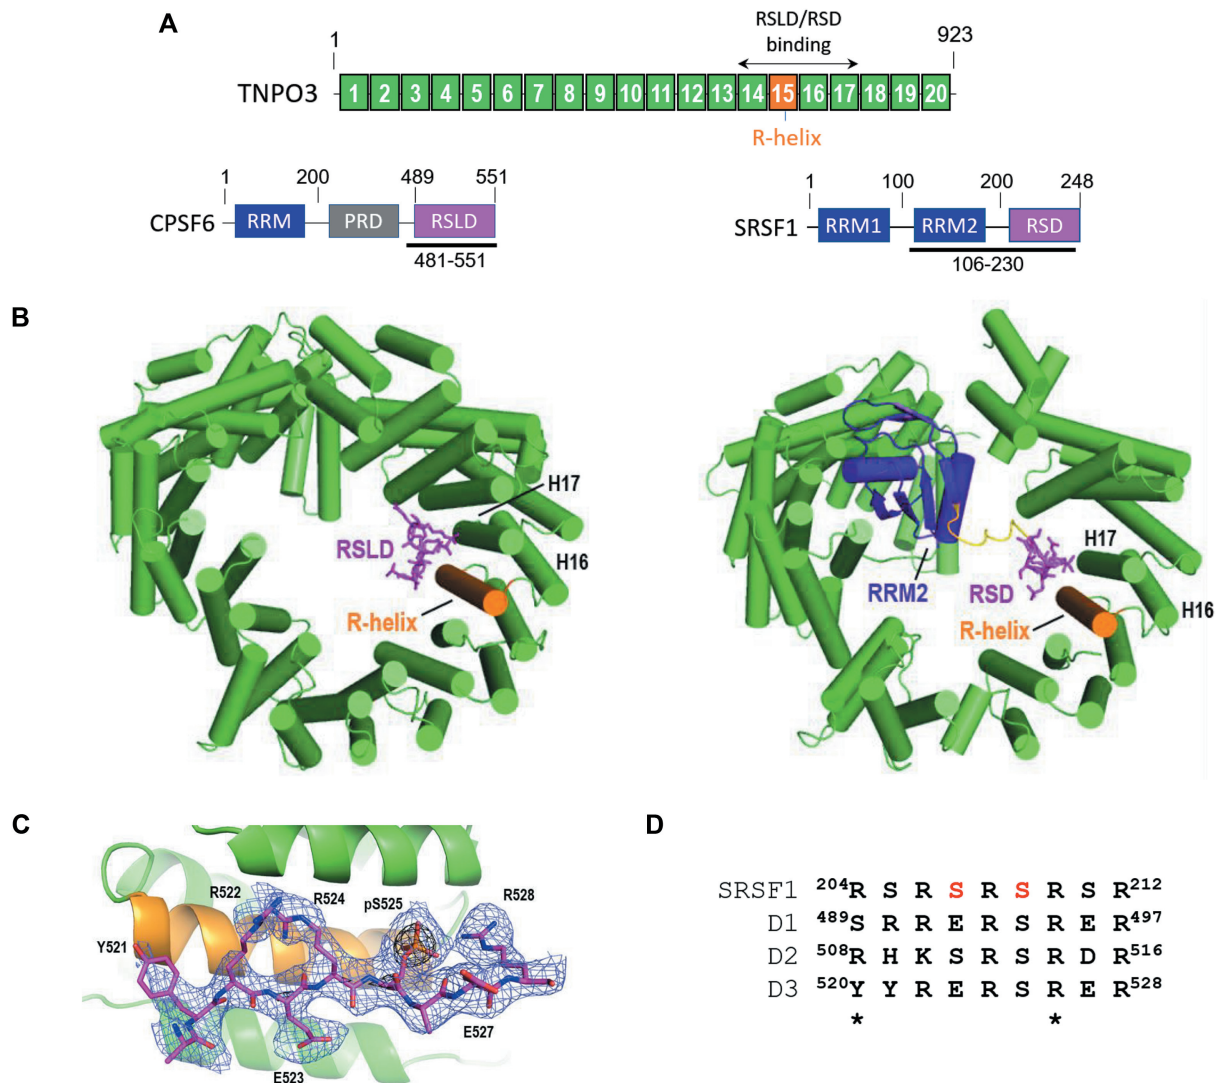 A
RSLD/RSD
binding
1 923
TNPO3 1 2 3 4 5 6 7 8 9 10 11 12 13 14 15 16 17 18 19 20
R-helix
1 200 489 551
CPSF6 RRM PRD RSLD
481-551
1 100 200 248
SRSF1 RRM1 RRM2 RSD
106-230
B
H17
RSLD
H16
R-helix
H17
RRM2 RSD
H16
R-helix
C
R522 R524 pS525 R528
Y521
E527
E523
D
SRSF1 204R S R S R S R S R212
D1 489S R R E R S R E R497
D2 508R H K S R S R D R516
D3 520Y Y R E R S R E R528
* *